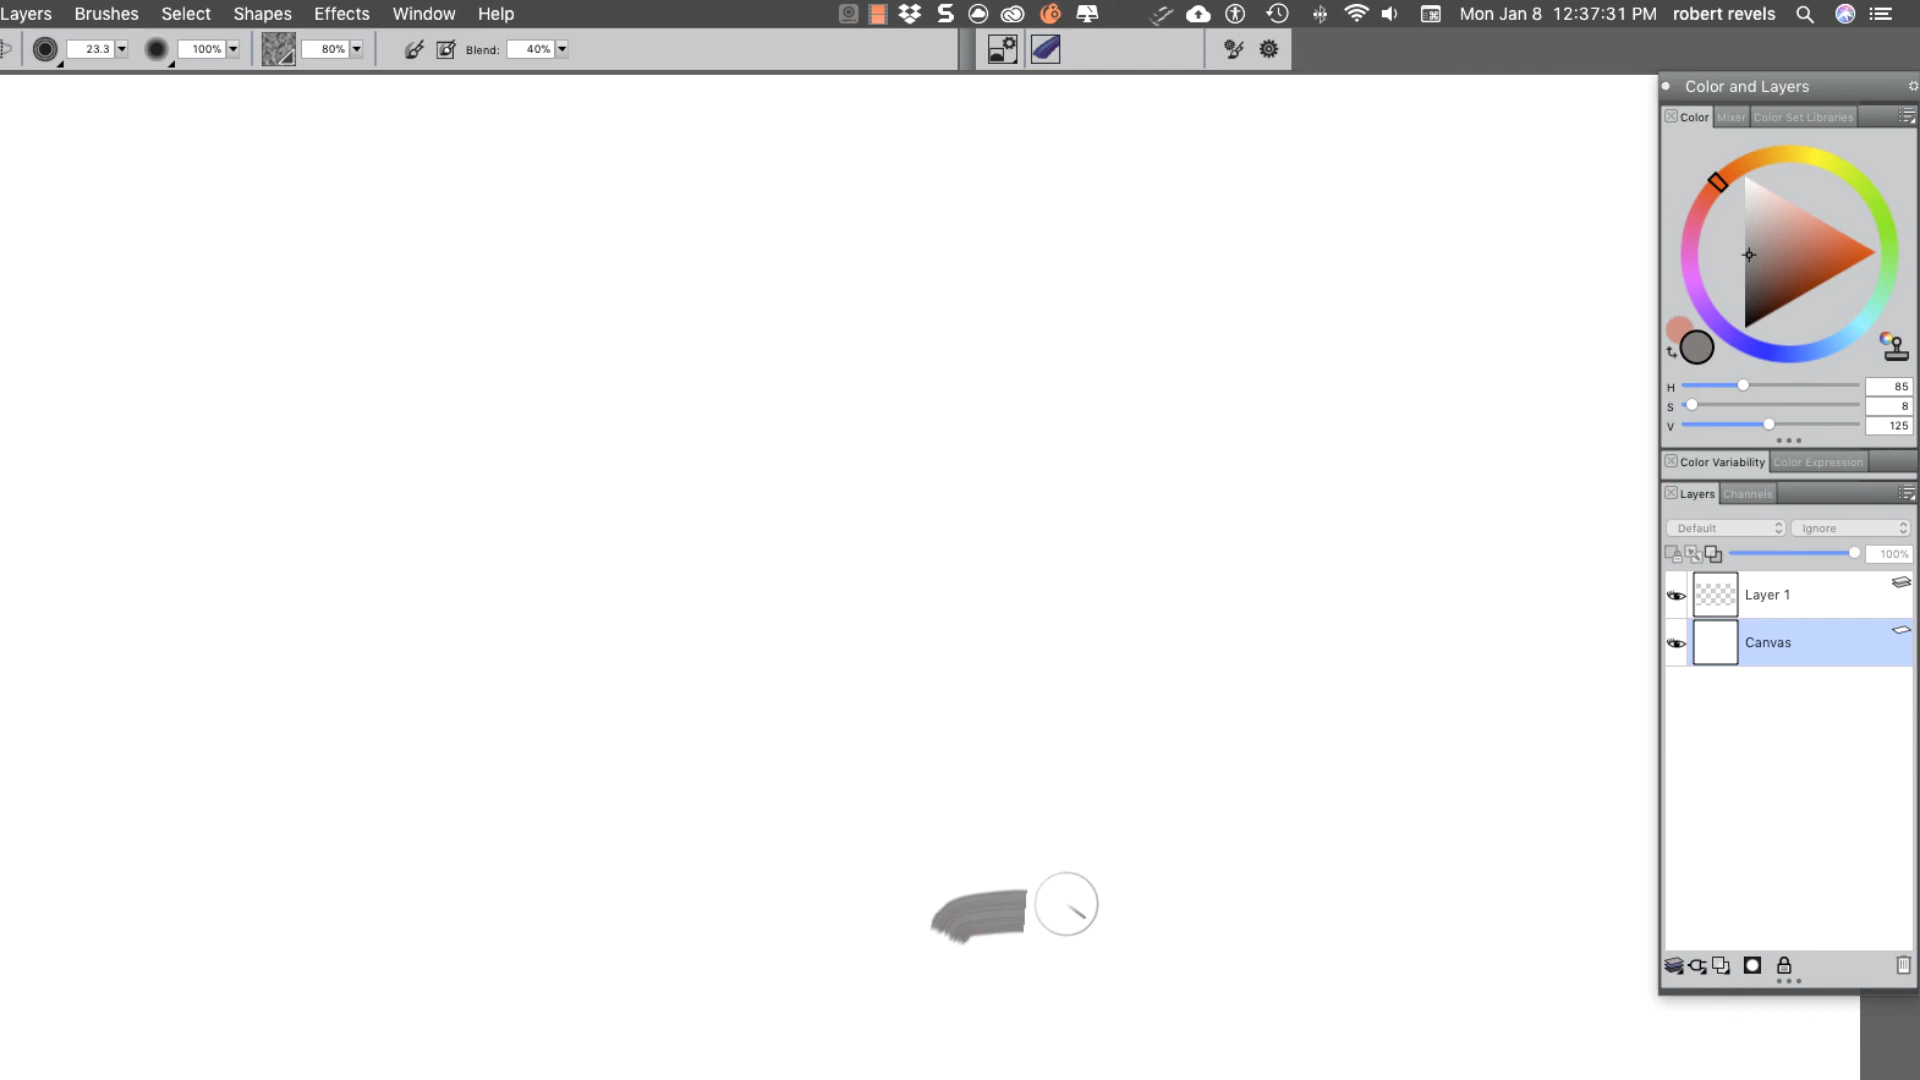 Layers Brushes Select Shapes Effects Window Help Mon Jan 8 12:37:31 PM robert revels
23.3 100% 80% Blend: 40%
Color and Layers
Color Mixer Color Set Libraries
H 85
S 8
V 125
Color Variability Color Expression
Layers Channels
Default Ignore
100%
Layer 1
Canvas